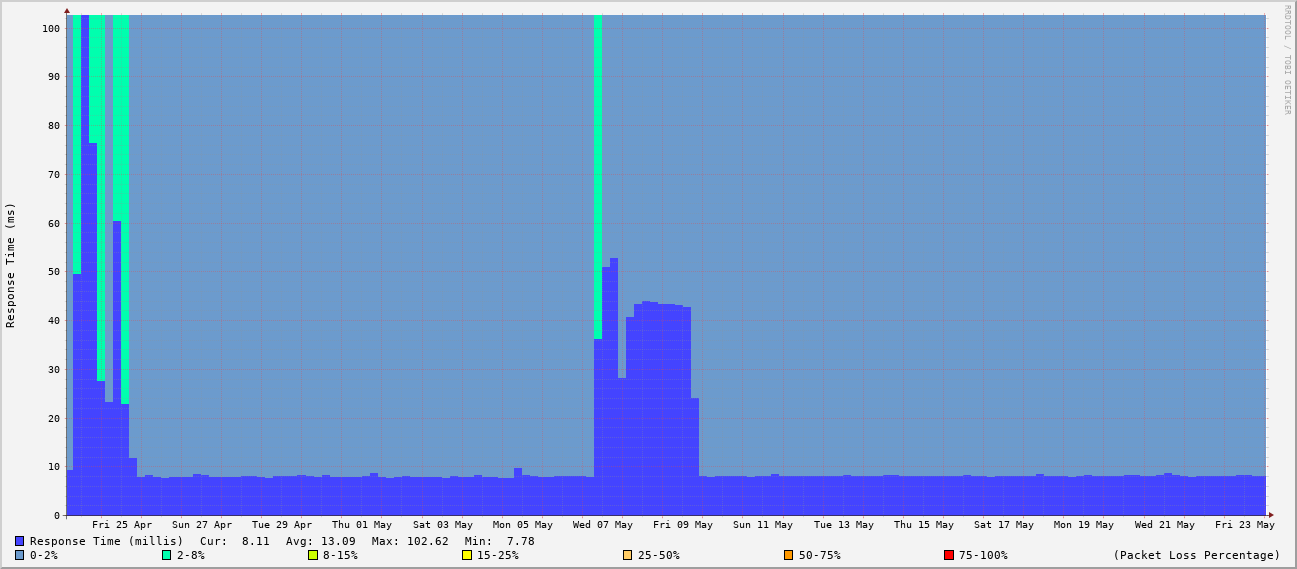 RRDTOOL / TOBI OETIKER
Response Time (ms)
100
90
80
70
60
50
40
30
20
10
0
Fri 25 Apr Sun 27 Apr Tue 29 Apr Thu 01 May Sat 03 May Mon 05 May Wed 07 May Fri 09 May Sun 11 May Tue 13 May Thu 15 May Sat 17 May Mon 19 May Wed 21 May Fri 23 May
Response Time (millis) Cur: 8.11 Avg: 13.09 Max: 102.62 Min: 7.78
0-2% 2-8% 8-15% 15-25% 25-50% 50-75% 75-100% (Packet Loss Percentage)